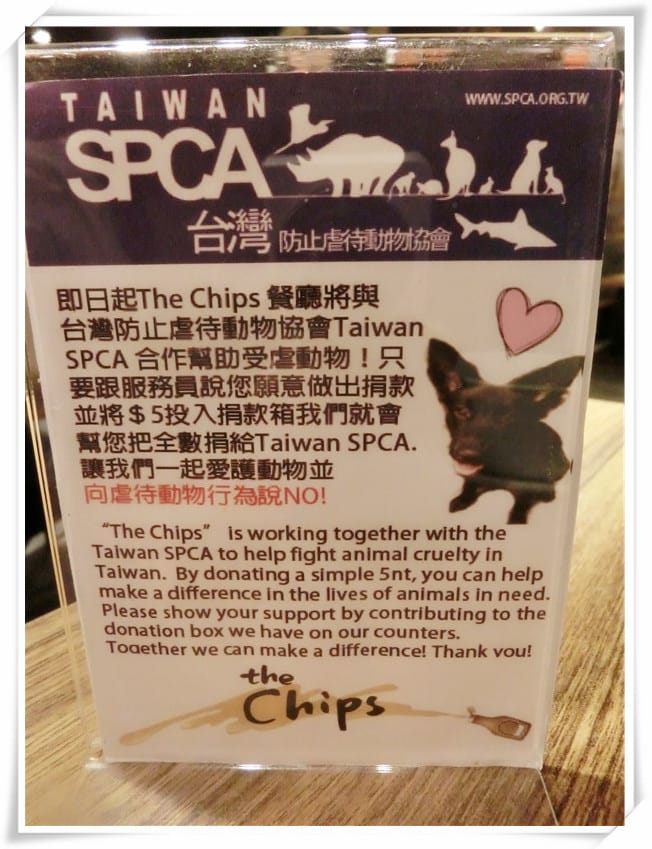 TAIWAN
WWW.SPCA.ORG.TW
SPCA
台灣 防止虐待動物協會
即日起The Chips 餐廳將與
台灣防止虐待動物協會Taiwan
SPCA 合作幫助受虐動物！只
要跟服務員說您願意做出捐款
並將＄5投入捐款箱我們就會
幫您把全數捐給Taiwan SPCA.
讓我們一起愛護動物並
向虐待動物行為說NO!
“The Chips” is working together with the
Taiwan SPCA to help fight animal cruelty in
Taiwan. By donating a simple 5nt, you can help
make a difference in the lives of animals in need.
Please show your support by contributing to the
donation box we have on our counters.
Together we can make a difference! Thank you!
the
Chips